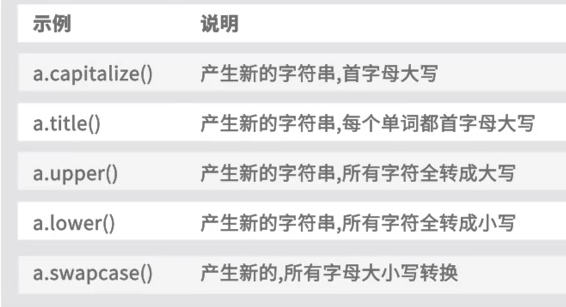 示例 说明
a.capitalize() 产生新的字符串,首字母大写
a.title() 产生新的字符串,每个单词都首字母大写
a.upper() 产生新的字符串,所有字符全转成大写
a.lower() 产生新的字符串,所有字符全转成小写
a.swapcase() 产生新的,所有字母大小写转换